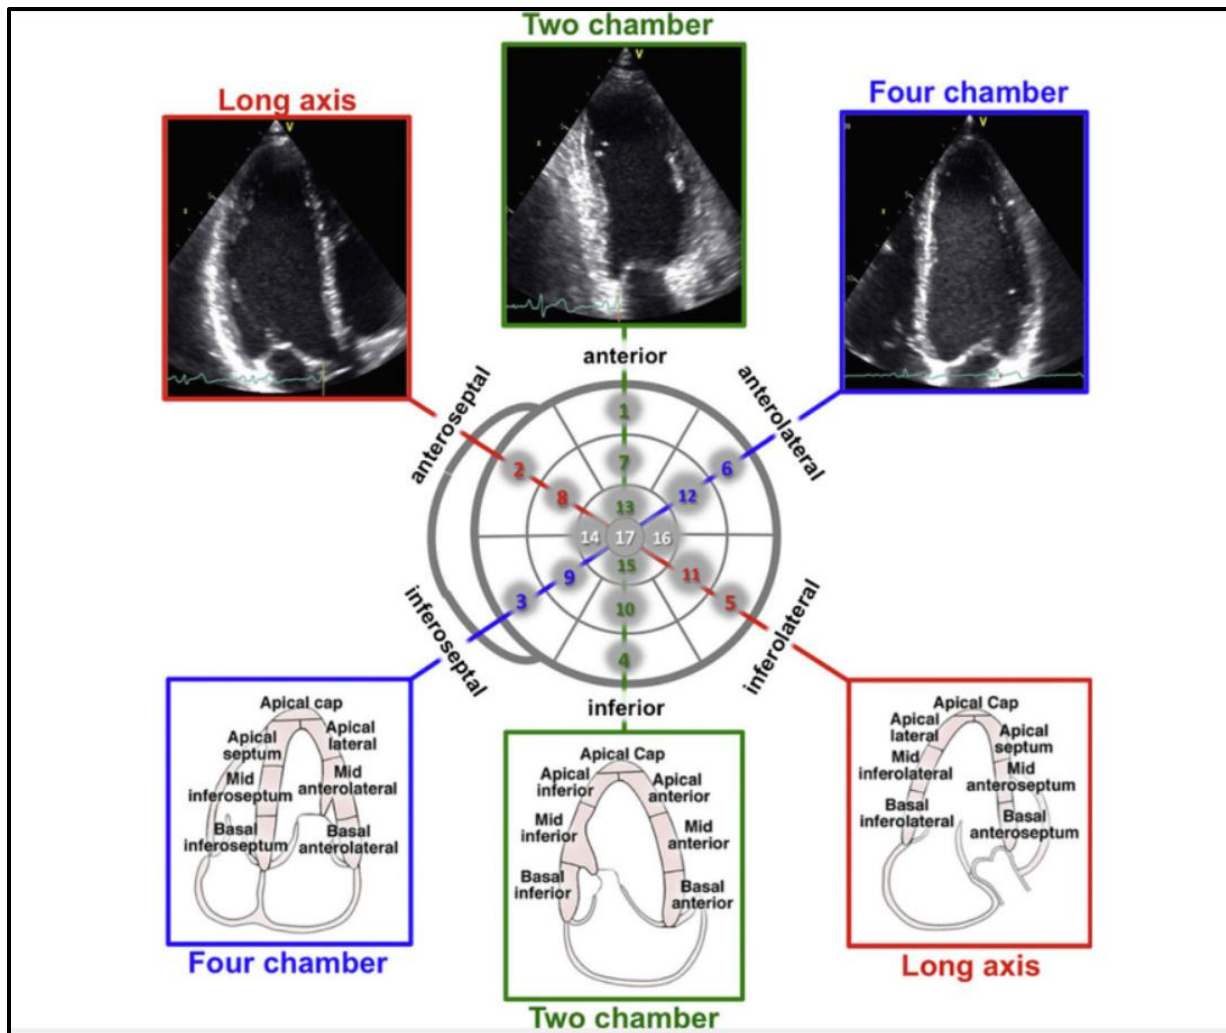 Two chamber
Long axis
Four chamber
V
V
V
anterior
anteroseptal
anterolateral
1
7
2
6
8
12
13
14
17
16
15
9
11
3
10
5
4
inferoseptal
inferolateral
inferior
Apical cap
Apical
septum
Apical
lateral
Mid
inferoseptum
Mid
anterolateral
Basal
inferoseptum
Basal
anterolateral
Four chamber
Apical Cap
Apical
inferior
Apical
anterior
Mid
inferior
Mid
anterior
Basal
inferior
Basal
anterior
Two chamber
Apical Cap
Apical
lateral
Apical
septum
Mid
inferolateral
Mid
anteroseptum
Basal
inferolateral
Basal
anteroseptum
Long axis